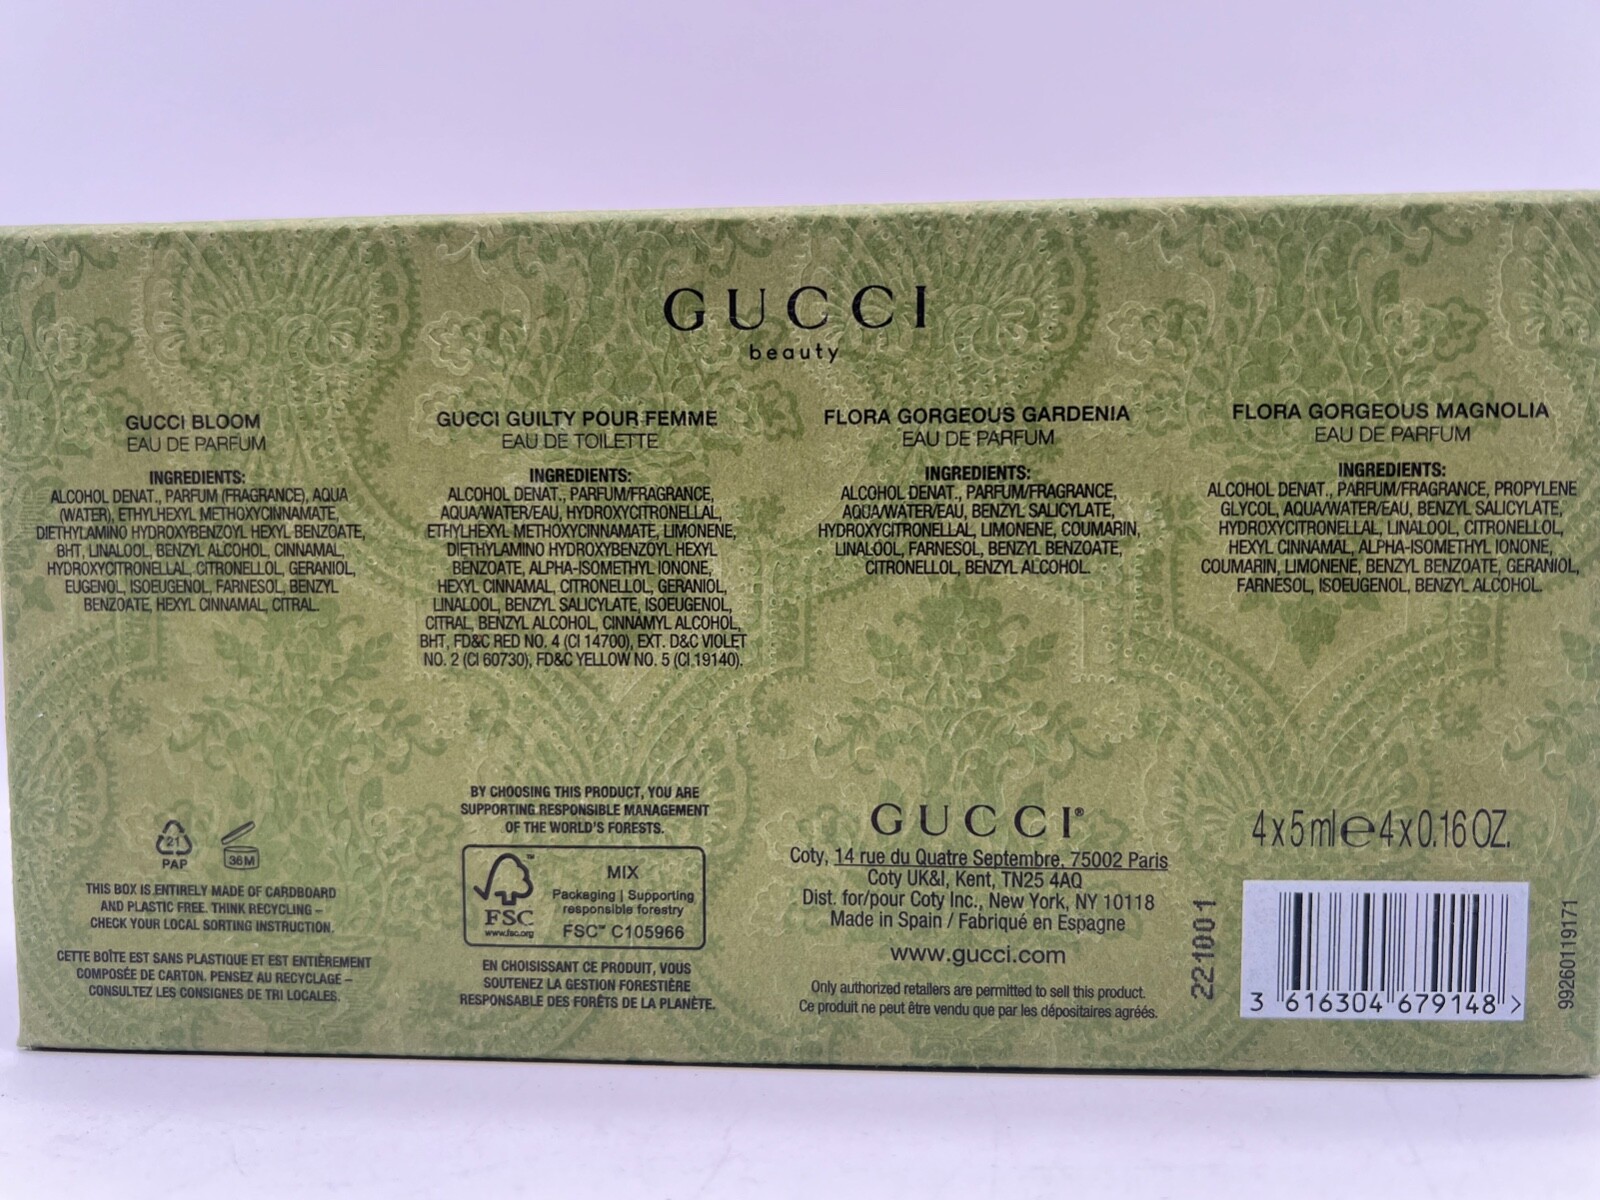 GUCCI
beauty
GUCCI BLOOM
EAU DE PARFUM
INGREDIENTS:
ALCOHOL DENAT., PARFUM (FRAGRANCE), AQUA
(WATER), ETHYLHEXYL METHOXYCINNAMATE,
DIETHYLAMINO HYDROXYBENZOYL HEXYL BENZOATE,
BHT, LINALOOL, BENZYL ALCOHOL, CINNAMAL,
HYDROXYCITRONELLAL, CITRONELLOL, GERANIOL,
EUGENOL, ISOEUGENOL, FARNESOL, BENZYL
BENZOATE, HEXYL CINNAMAL, CITRAL.
GUCCI GUILTY POUR FEMME
EAU DE TOILETTE
INGREDIENTS:
ALCOHOL DENAT., PARFUM/FRAGRANCE,
AQUA/WATER/EAU, HYDROXYCITRONELLAL,
ETHYLHEXYL METHOXYCINNAMATE, LIMONENE,
DIETHYLAMINO HYDROXYBENZOYL HEXYL
BENZOATE, ALPHA-ISOMETHYL IONONE,
HEXYL CINNAMAL, CITRONELLOL, GERANIOL,
LINALOOL, BENZYL SALICYLATE, ISOEUGENOL,
CITRAL, BENZYL ALCOHOL, CINNAMYL ALCOHOL,
BHT, FD&C RED NO. 4 (CI 14700), EXT. D&C VIOLET
NO. 2 (CI 60730), FD&C YELLOW NO. 5 (CI 19140).
FLORA GORGEOUS GARDENIA
EAU DE PARFUM
INGREDIENTS:
ALCOHOL DENAT., PARFUM/FRAGRANCE,
AQUA/WATER/EAU, BENZYL SALICYLATE,
HYDROXYCITRONELLAL, LIMONENE, COUMARIN,
LINALOOL, FARNESOL, BENZYL BENZOATE,
CITRONELLOL, BENZYL ALCOHOL.
FLORA GORGEOUS MAGNOLIA
EAU DE PARFUM
INGREDIENTS:
ALCOHOL DENAT., PARFUM/FRAGRANCE, PROPYLENE
GLYCOL, AQUA/WATER/EAU, BENZYL SALICYLATE,
HYDROXYCITRONELLAL, LINALOOL, CITRONELLOL,
HEXYL CINNAMAL, ALPHA-ISOMETHYL IONONE,
COUMARIN, LIMONENE, BENZYL BENZOATE, GERANIOL,
FARNESOL, ISOEUGENOL, BENZYL ALCOHOL.
21
PAP
36M
THIS BOX IS ENTIRELY MADE OF CARDBOARD
AND PLASTIC FREE. THINK RECYCLING –
CHECK YOUR LOCAL SORTING INSTRUCTION.
CETTE BOÎTE EST SANS PLASTIQUE ET EST ENTIÈREMENT
COMPOSÉE DE CARTON. PENSEZ AU RECYCLAGE –
CONSULTEZ LES CONSIGNES DE TRI LOCALES.
BY CHOOSING THIS PRODUCT, YOU ARE
SUPPORTING RESPONSIBLE MANAGEMENT
OF THE WORLD'S FORESTS.
FSC
www.fsc.org
MIX
Packaging | Supporting
responsible forestry
FSC™ C105966
EN CHOISISSANT CE PRODUIT, VOUS
SOUTENEZ LA GESTION FORESTIÈRE
RESPONSABLE DES FORÊTS DE LA PLANÈTE.
GUCCI®
Coty, 14 rue du Quatre Septembre, 75002 Paris
Coty UK&I, Kent, TN25 4AQ
Dist. for/pour Coty Inc., New York, NY 10118
Made in Spain / Fabriqué en Espagne
www.gucci.com
Only authorized retailers are permitted to sell this product.
Ce produit ne peut être vendu que par les dépositaires agréés.
221001
4x5ml℮4x0.16OZ.
3 616304 679148 >
99260119171